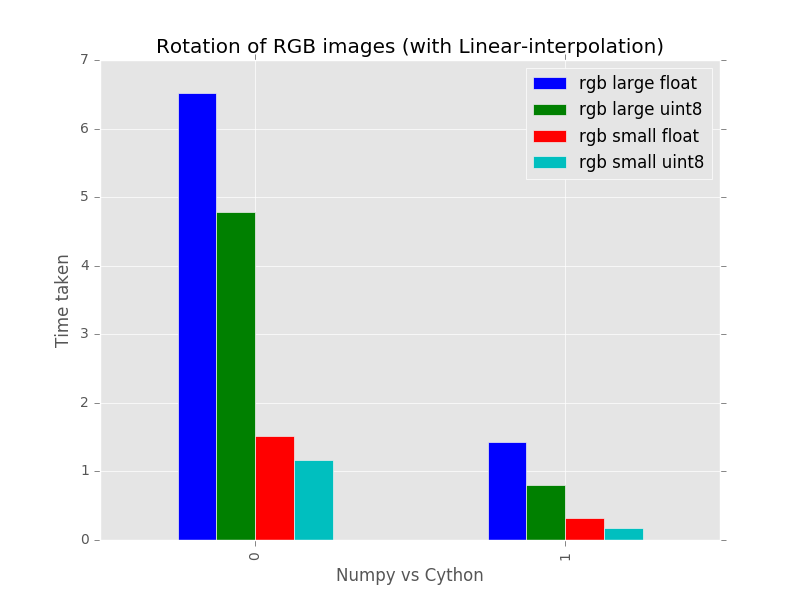 Rotation of RGB images (with Linear-interpolation)
rgb large float
rgb large uint8
rgb small float
rgb small uint8
Time taken
7
6
5
4
3
2
1
0
0
1
Numpy vs Cython